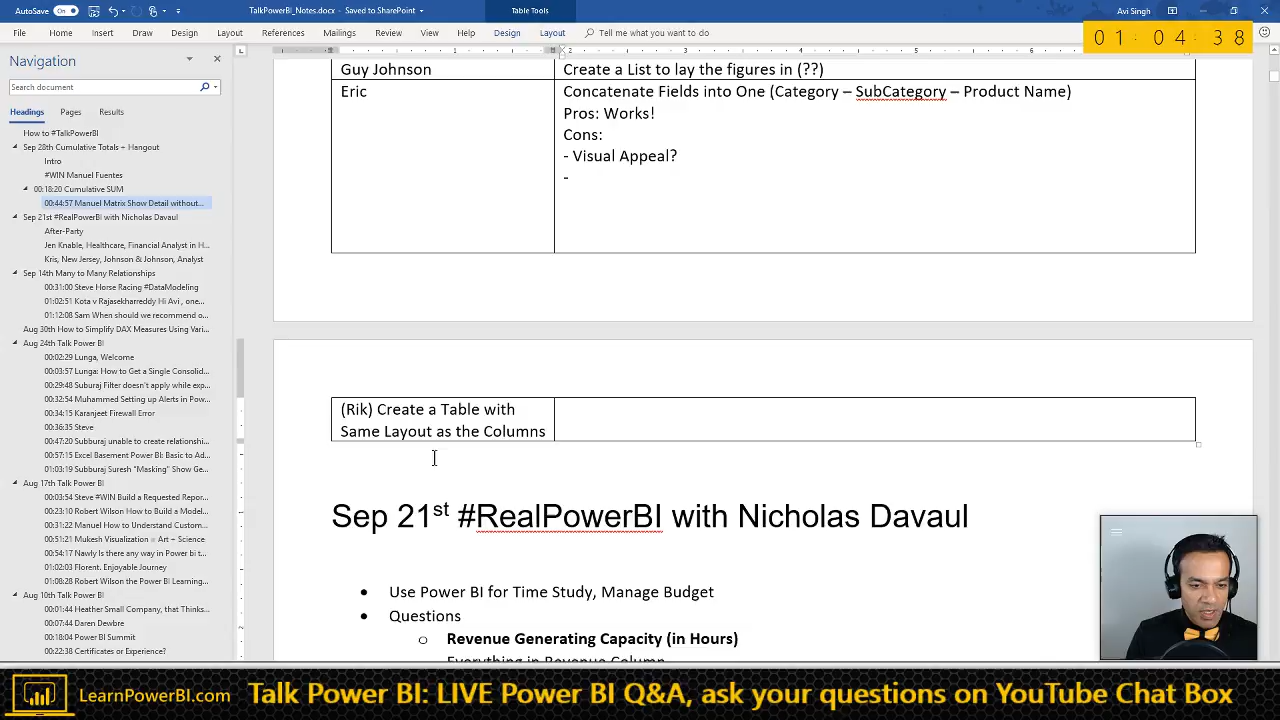 AutoSave On
TalkPowerBI_Notes.docx - Saved to SharePoint
Table Tools
Avi Singh
File Home Insert Draw Design Layout References Mailings Review View Help Design Layout Tell me what you want to do
01 : 04 : 38
Navigation
Search document
Headings Pages Results
How to #TalkPowerBI
Sep 28th Cumulative Totals + Hangout
Intro
#WIN Manuel Fuentes
00:18:20 Cumulative SUM
00:44:57 Manuel Matrix Show Detail without...
Sep 21st #RealPowerBI with Nicholas Davaul
After-Party
Jen Knable, Healthcare, Financial Analyst in H...
Kris, New Jersey, Johnson & Johnson, Analyst
Sep 14th Many to Many Relationships
00:31:00 Steve Horse Racing #DataModeling
01:02:51 Kota v Rajasekharreddy Hi Avi , one...
01:12:08 Sam When should we recommend o...
Aug 30th How to Simplify DAX Measures Using Vari...
Aug 24th Talk Power BI
00:02:29 Lunga, Welcome
00:03:57 Lunga: How to Get a Single Consolid...
00:29:48 Suburaj Filter doesn't apply while exp...
00:32:54 Muhammed Setting up Alerts in Pow...
00:34:15 Karanjeet Firewall Error
00:36:35 Steve
00:47:20 Subburaj unable to create relationshi...
00:57:15 Excel Basement Power BI: Basic to Ad...
01:03:19 Subburaj Suresh "Masking" Show Ge...
Aug 17th Talk Power BI
00:03:54 Steve #WIN Build a Requested Repor...
00:23:10 Robert Wilson How to Build a Model...
00:31:22 Manuel How to Understand Custom...
00:51:21 Mukesh Visualization = Art + Science
00:54:17 Nawly Is there any way in Power bi t...
01:02:03 Florent. Enjoyable Journey
01:08:28 Robert Wilson the Power BI Learning...
Aug 10th Talk Power BI
00:01:44 Heather Small Company, that Thinks...
00:07:44 Daren Dewbre
00:18:04 Power BI Summit
00:22:38 Certificates or Experience?
Guy Johnson Create a List to lay the figures in (??)
Eric Concatenate Fields into One (Category – SubCategory – Product Name)
Pros: Works!
Cons:
- Visual Appeal?
-
(Rik) Create a Table with
Same Layout as the Columns
Sep 21st #RealPowerBI with Nicholas Davaul
• Use Power BI for Time Study, Manage Budget
• Questions
o Revenue Generating Capacity (in Hours)
Everything in Revenue Column
LearnPowerBI.com
Talk Power BI: LIVE Power BI Q&A, ask your questions on YouTube Chat Box